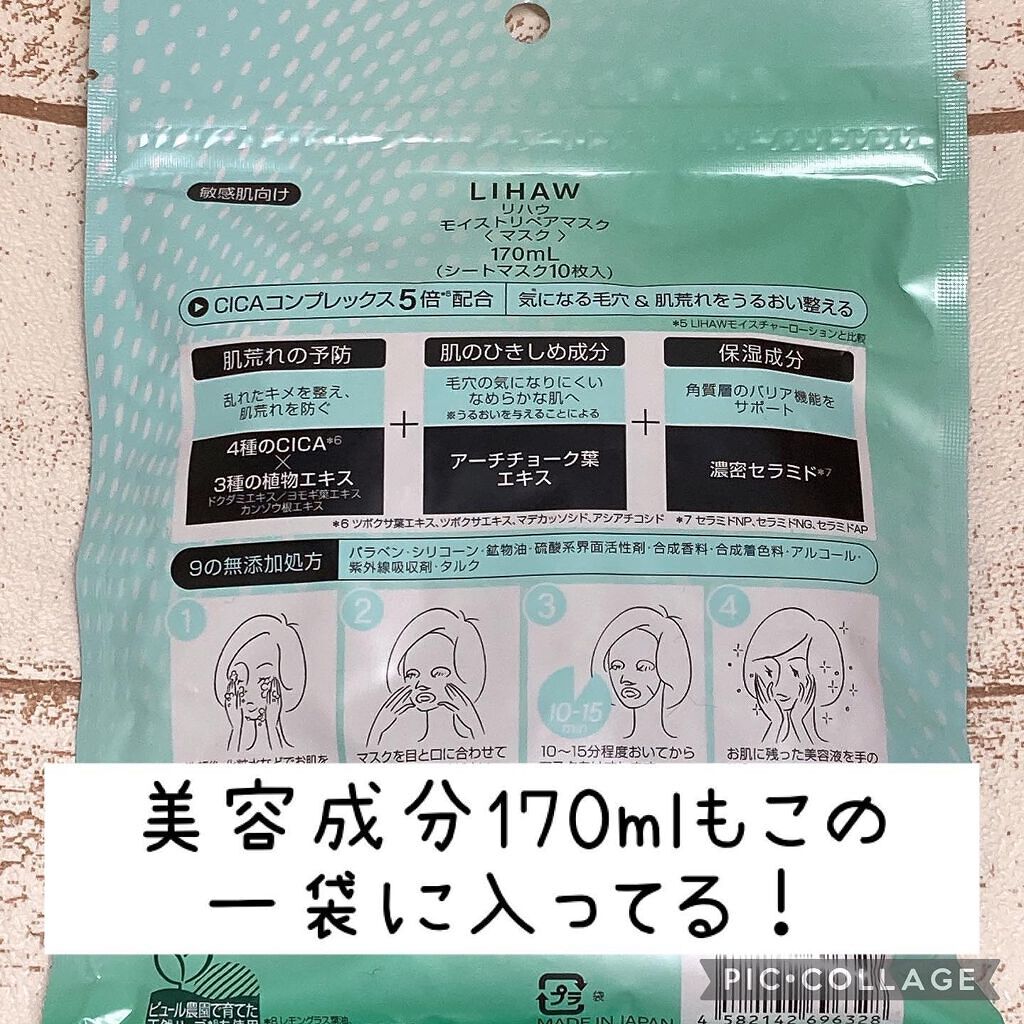 敏感肌向け
LIHAW
リハウ
モイストリペアマスク
〈マスク〉
170mL
(シートマスク10枚入)
CICAコンプレックス5倍*5配合
気になる毛穴&肌荒れをうるおい整える
*5 LIHAWモイスチャーローションと比較
肌荒れの予防
乱れたキメを整え、
肌荒れを防ぐ
4種のCICA*6
×
3種の植物エキス
ドクダミエキス/ヨモギ葉エキス
カンゾウ根エキス
+
肌のひきしめ成分
毛穴の気になりにくい
なめらかな肌へ
※うるおいを与えることによる
アーチチョーク葉
エキス
+
保湿成分
角質層のバリア機能を
サポート
濃密セラミド*7
*6 ツボクサ葉エキス、ツボクサエキス、マデカッソシド、アシアチコシド
*7 セラミドNP、セラミドNG、セラミドAP
9の無添加処方
パラベン・シリコーン・鉱物油・硫酸系界面活性剤・合成香料・合成着色料・アルコール・
紫外線吸収剤・タルク
1
2
マスクを目と口に合わせて
3
10-15
min
10〜15分程度おいてから
4
お肌に残った美容液を手の
美容成分170mlもこの
一袋に入ってる!
ピュール農園で育てた
*8 レモングラス葉油、
プラ
袋
MADE IN JAPAN
4 582142 696328
PIC•COLLAGE